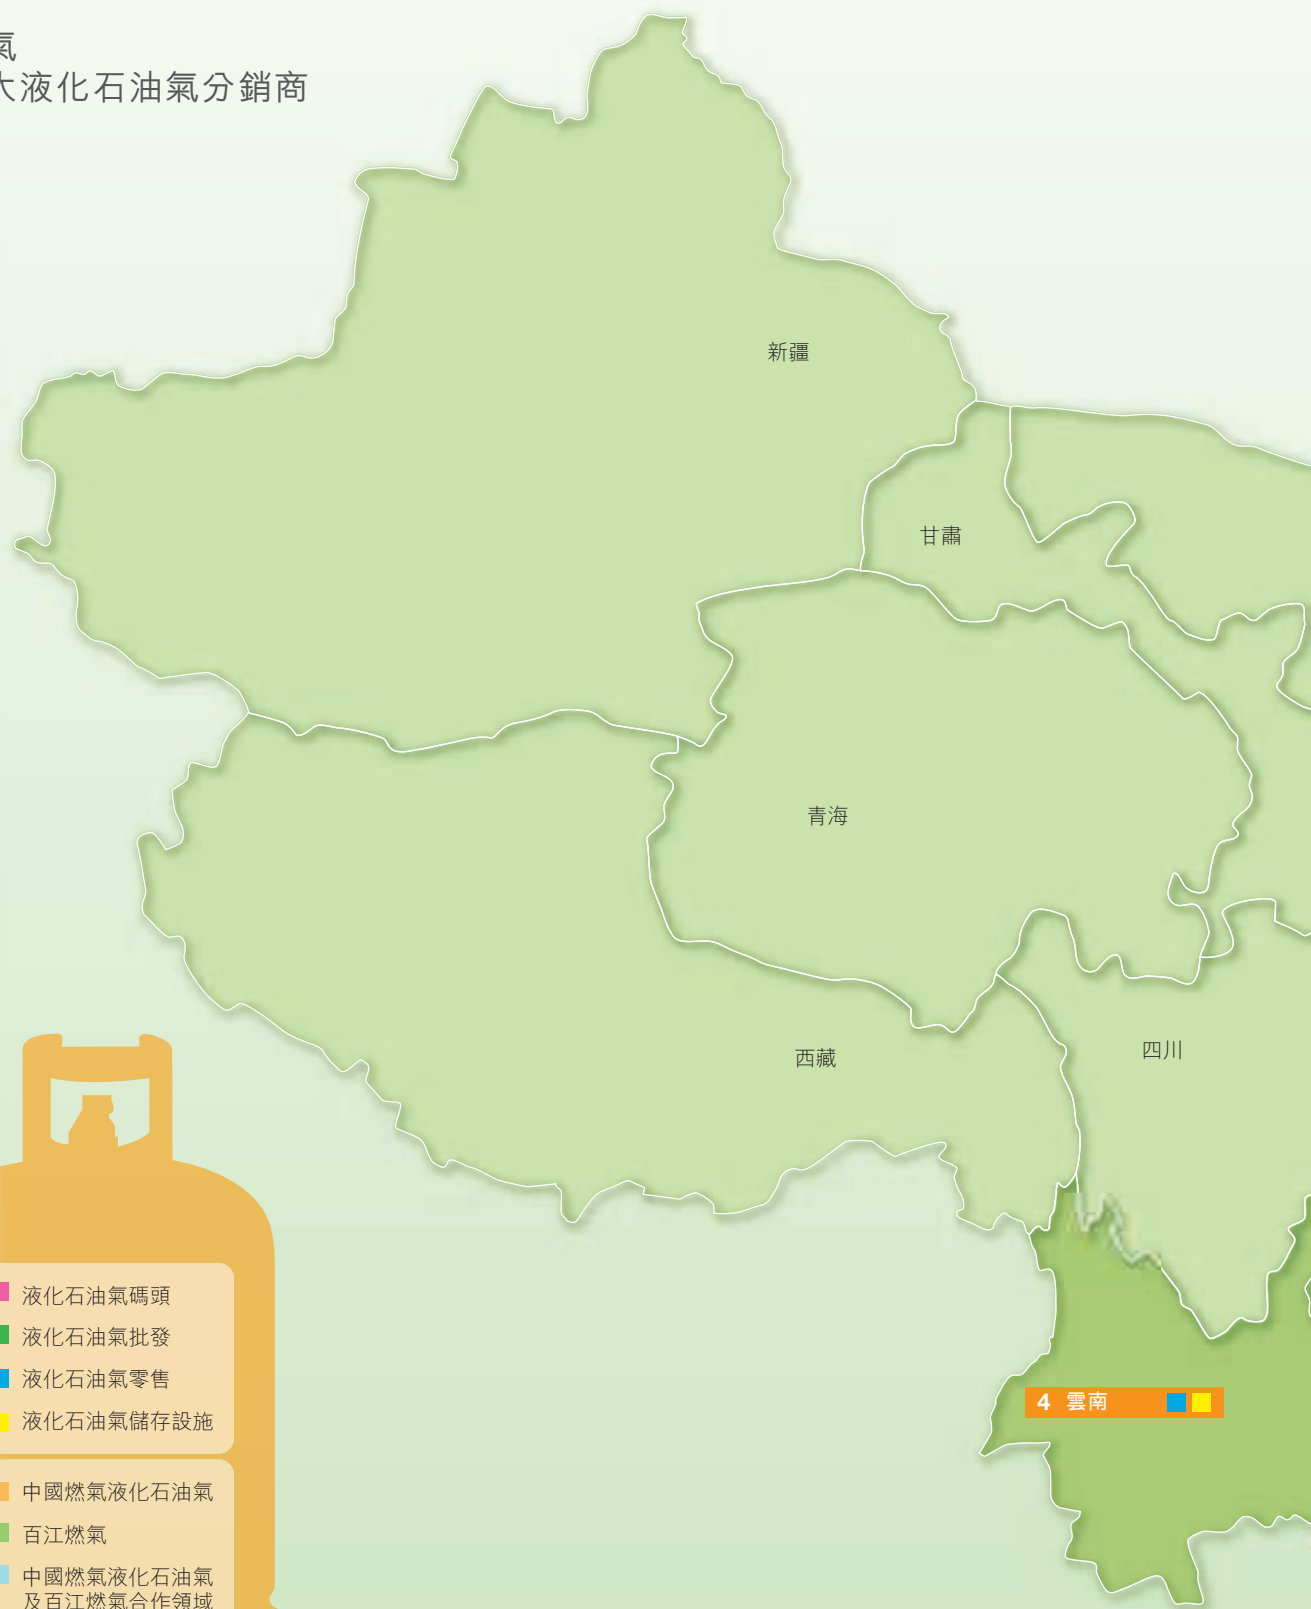 氣
大液化石油氣分銷商
新疆
甘肅
青海
西藏
四川
4 雲南
液化石油氣碼頭
液化石油氣批發
液化石油氣零售
液化石油氣儲存設施
中國燃氣液化石油氣
百江燃氣
中國燃氣液化石油氣
及百江燃氣合作領域